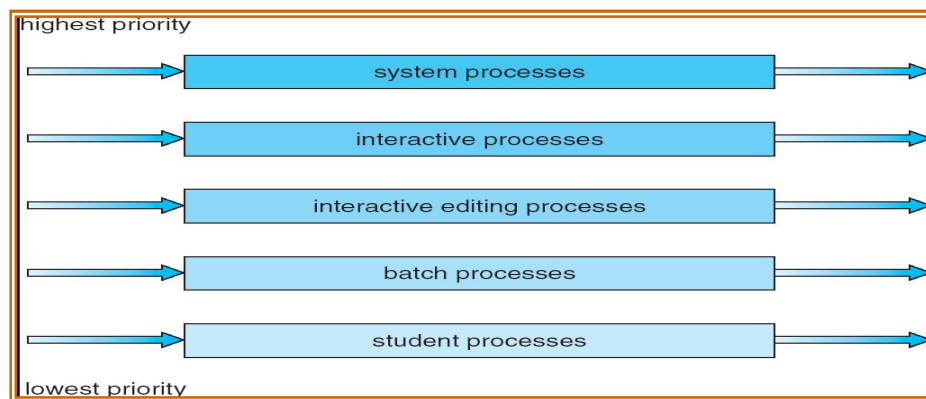 highest priority
system processes
interactive processes
interactive editing processes
batch processes
student processes
lowest priority